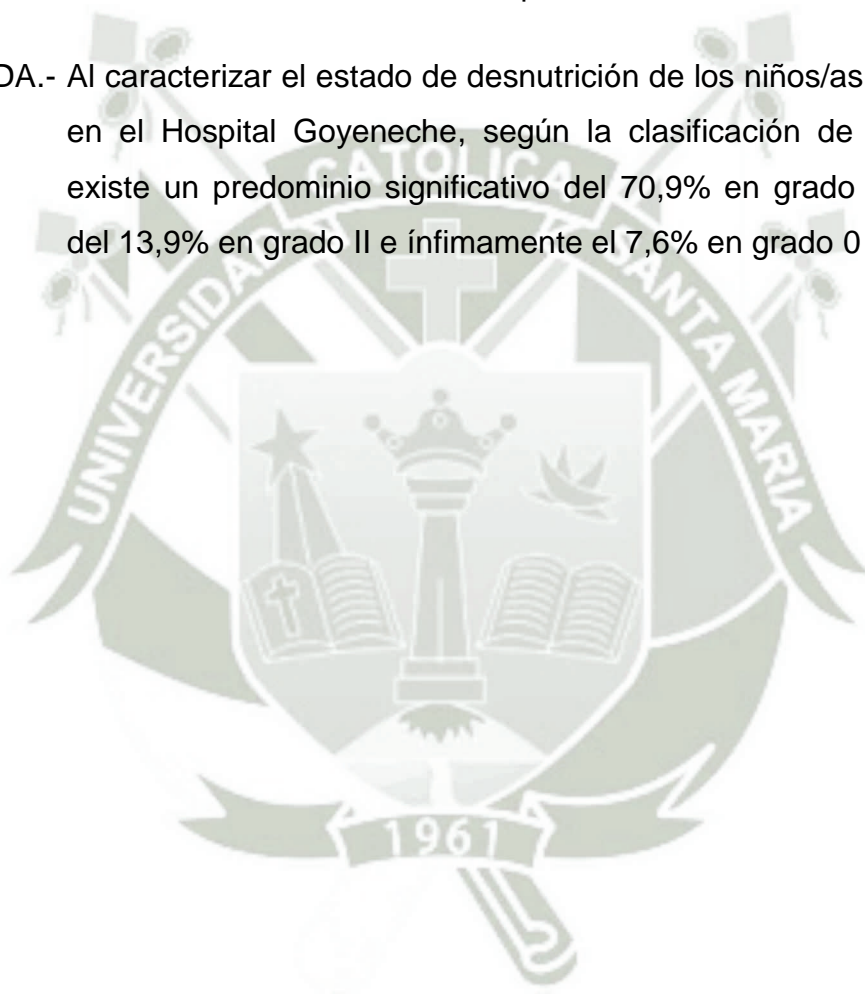 DA.- Al caracterizar el estado de desnutrición de los niños/as
en el Hospital Goyeneche, según la clasificación de
existe un predominio significativo del 70,9% en grado
del 13,9% en grado II e ínfimamente el 7,6% en grado 0
UNIVERSIDAD CATOLICA SANTA MARIA
1961